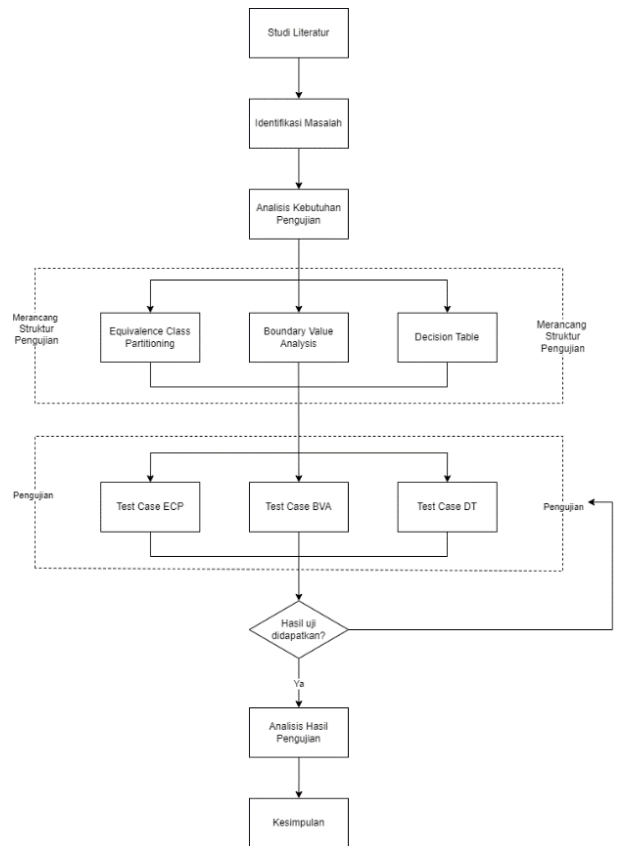 Studi Literatur
Identifikasi Masalah
Analisis Kebutuhan
Pengujian
Merancang
Struktur
Pengujian
Equivalence Class
Partitioning
Boundary Value
Analysis
Decision Table
Merancang
Struktur
Pengujian
Pengujian
Test Case ECP
Test Case BVA
Test Case DT
Pengujian
Hasil uji
didapatkan?
Ya
Analisis Hasil
Pengujian
Kesimpulan